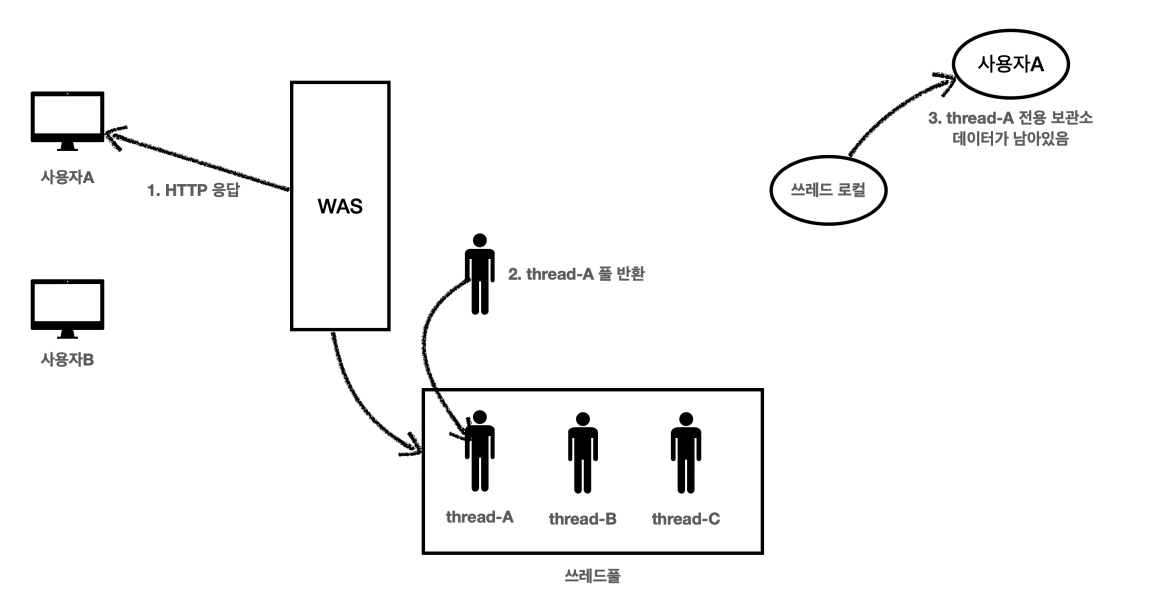 사용자A
1. HTTP 응답
WAS
사용자B
2. thread-A 풀 반환
thread-A
thread-B
thread-C
쓰레드풀
쓰레드 로컬
사용자A
3. thread-A 전용 보관소
데이터가 남아있음